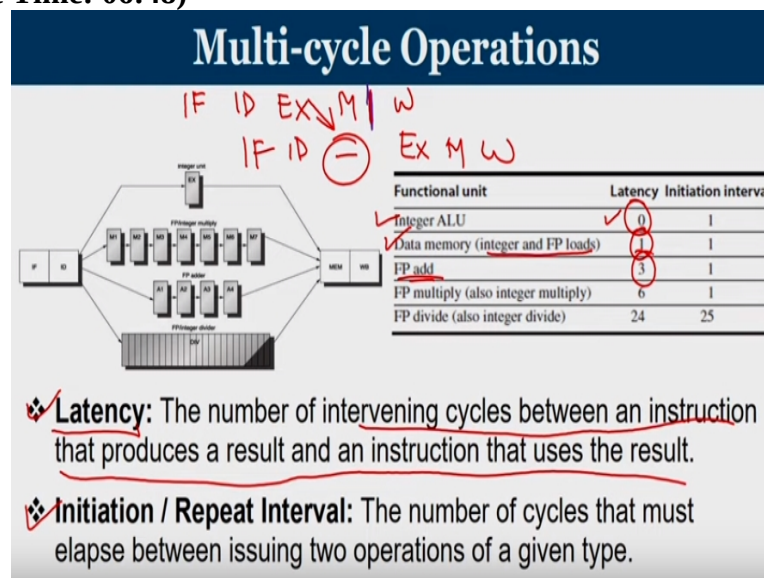 Time: 00:48)
Multi-cycle Operations
IF ID EX M W
IF ID — EX M W
Integer unit
EX
FP/integer multiply
M1 M2 M3 M4 M5 M6 M7
IF ID
MEM WB
FP adder
A1 A2 A3 A4
FP/integer divider
DIV
Functional unit Latency Initiation interva
Integer ALU 0 1
Data memory (integer and FP loads) 1 1
FP add 3 1
FP multiply (also integer multiply) 6 1
FP divide (also integer divide) 24 25
❖ Latency: The number of intervening cycles between an instruction
that produces a result and an instruction that uses the result.
❖ Initiation / Repeat Interval: The number of cycles that must
elapse between issuing two operations of a given type.